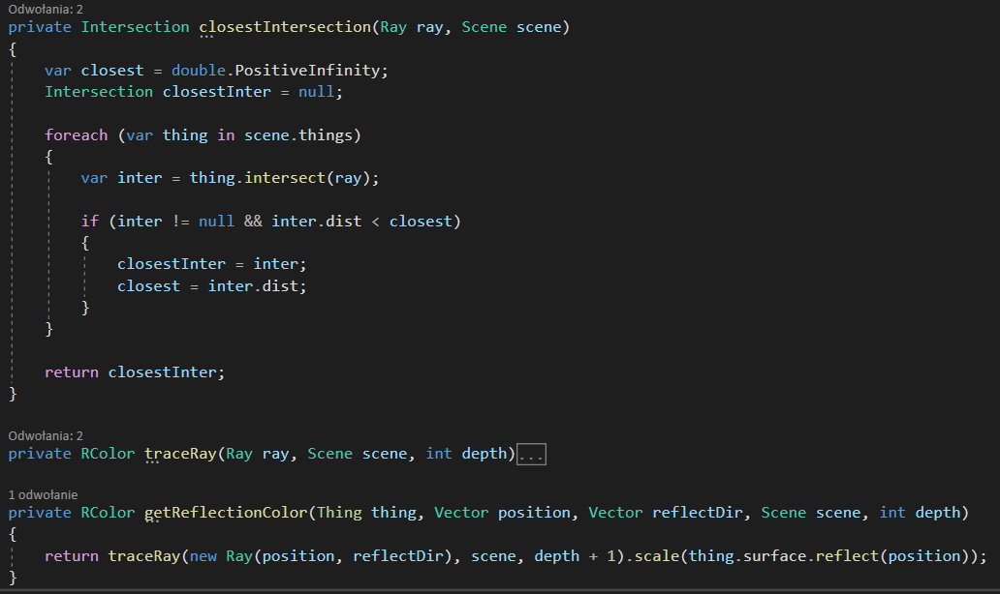 Odwołania: 2
private Intersection closestIntersection(Ray ray, Scene scene)
{
var closest = double.PositiveInfinity;
Intersection closestInter = null;
foreach (var thing in scene.things)
{
var inter = thing.intersect(ray);
if (inter != null && inter.dist < closest)
{
closestInter = inter;
closest = inter.dist;
}
}
return closestInter;
}
Odwołania: 2
private RColor traceRay(Ray ray, Scene scene, int depth)...
1 odwołanie
private RColor getReflectionColor(Thing thing, Vector position, Vector reflectDir, Scene scene, int depth)
{
return traceRay(new Ray(position, reflectDir), scene, depth + 1).scale(thing.surface.reflect(position));
}